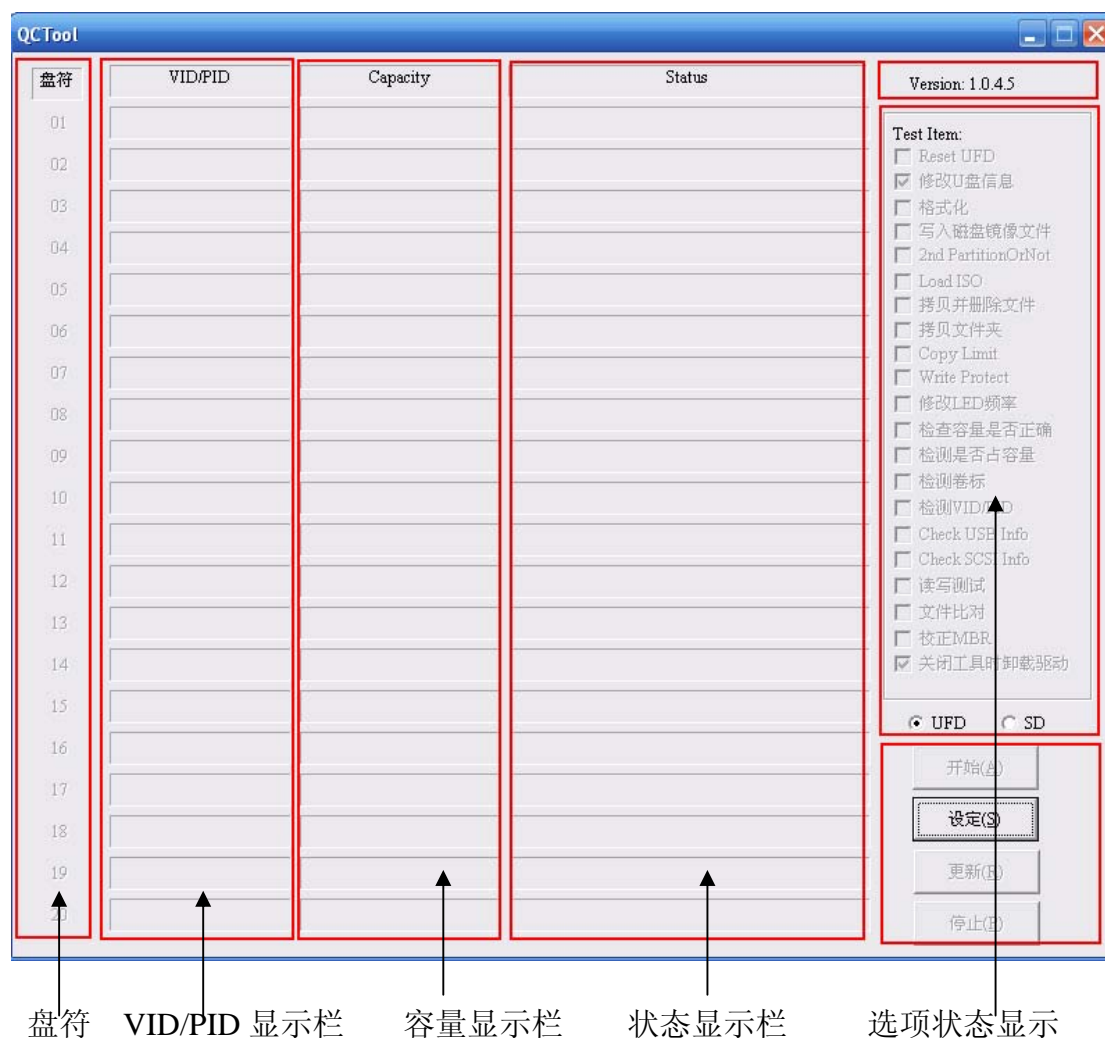 QCTool
盘符 VID/PID Capacity Status
Version: 1.0.4.5
01
02
03
04
05
06
07
08
09
10
11
12
13
14
15
16
17
18
19
20
Test Item:
Reset UFD
修改U盘信息
格式化
写入磁盘镜像文件
2nd PartitionOrNot
Load ISO
拷贝并删除文件
拷贝文件夹
Copy Limit
Write Protect
修改LED频率
检查容量是否正确
检测是否占容量
检测卷标
检测VID/PID
Check USB Info
Check SCSI Info
读写测试
文件比对
校正MBR
关闭工具时卸载驱动
UFD SD
开始(A)
设定(S)
更新(R)
停止(P)
盘符 VID/PID 显示栏 容量显示栏 状态显示栏 选项状态显示